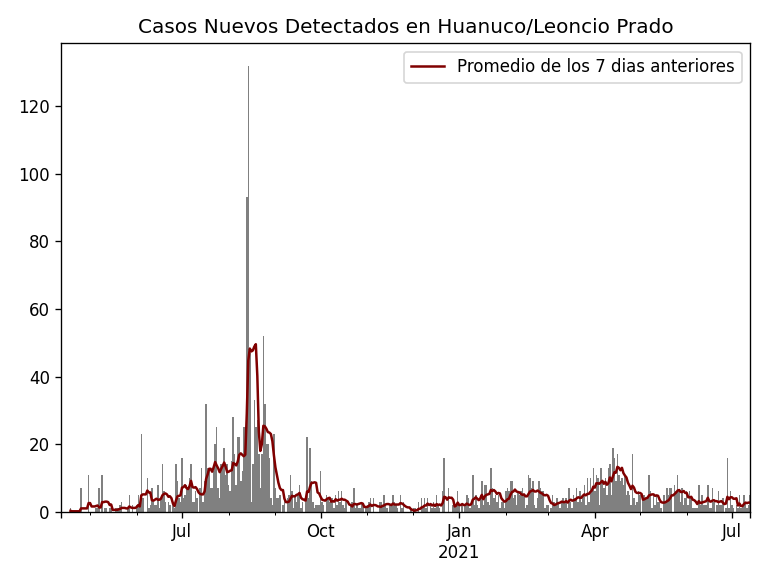 Casos Nuevos Detectados en Huanuco/Leoncio Prado
Promedio de los 7 dias anteriores
120
100
80
60
40
20
0
Jul Oct Jan Apr Jul
2021